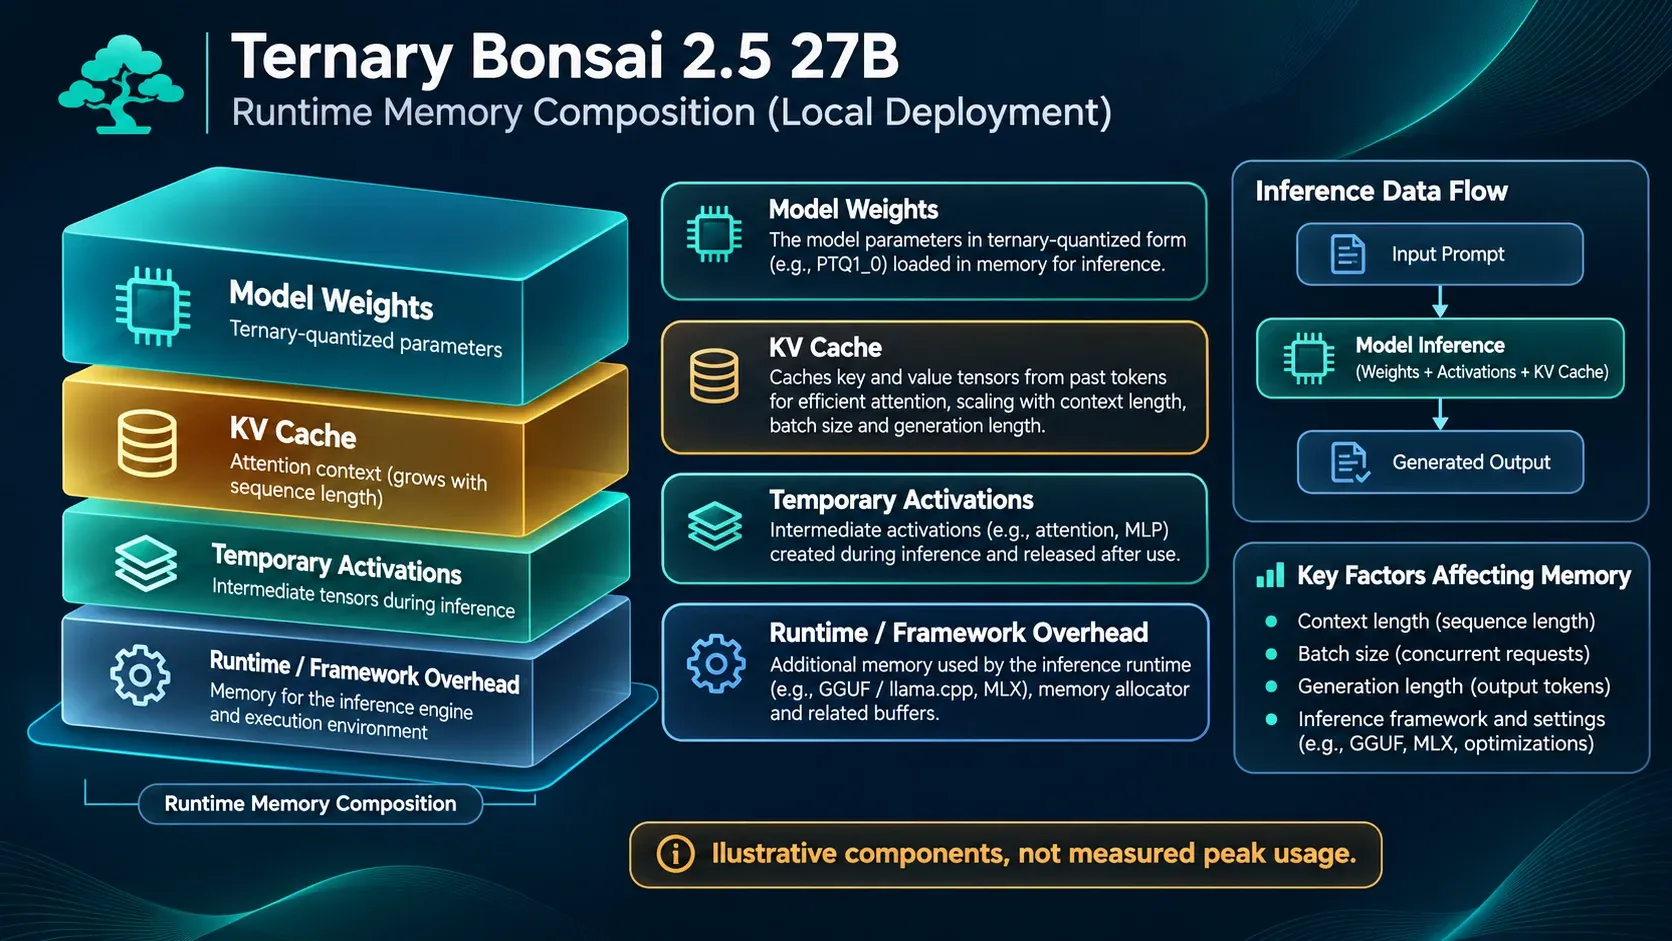 Ternary Bonsai 2.5 27B
Runtime Memory Composition (Local Deployment)
Model Weights
Ternary-quantized parameters
KV Cache
Attention context (grows with
sequence length)
Temporary Activations
Intermediate tensors during inference
Runtime / Framework Overhead
Memory for the inference engine
and execution environment
Runtime Memory Composition
Model Weights
The model parameters in ternary-quantized form
(e.g., PTQ1_0) loaded in memory for inference.
KV Cache
Caches key and value tensors from past tokens
for efficient attention, scaling with context length,
batch size and generation length.
Temporary Activations
Intermediate activations (e.g., attention, MLP)
created during inference and released after use.
Runtime / Framework Overhead
Additional memory used by the inference runtime
(e.g., GGUF / llama.cpp, MLX), memory allocator
and related buffers.
Inference Data Flow
Input Prompt
Model Inference
(Weights + Activations + KV Cache)
Generated Output
Key Factors Affecting Memory
Context length (sequence length)
Batch size (concurrent requests)
Generation length (output tokens)
Inference framework and settings
(e.g., GGUF, MLX, optimizations)
Ilustrative components, not measured peak usage.